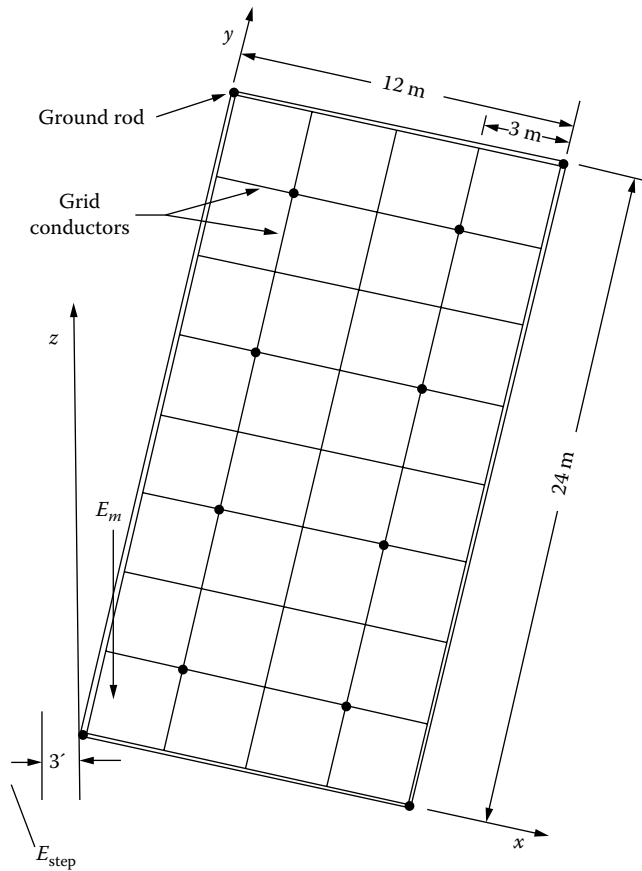 y
12 m
Ground rod
3 m
Grid
conductors
z
24 m
E_m
3´
x
E_step